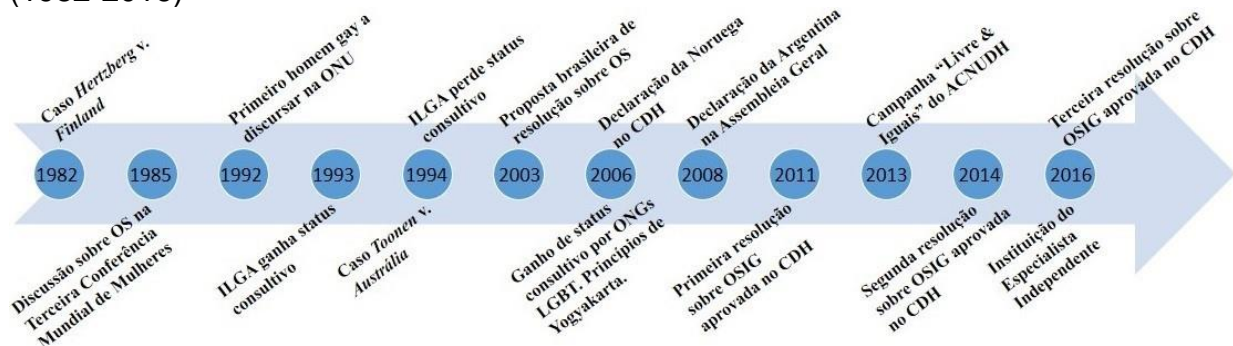 (1982-2016)
Caso Hertzberg v.
Finland
Primeiro homem gay a
discursar na ONU
ILGA perde status
consultivo
Proposta brasileira de
resolução sobre OS
Declaração da Noruega
no CDH
Declaração da Argentina
na Assembleia Geral
Campanha “Livre &
Iguais” do ACNUDH
Terceira resolução sobre
OSIG aprovada no CDH
1982 1985 1992 1993 1994 2003 2006 2008 2011 2013 2014 2016
Discussão sobre OS na
Terceira Conferência
Mundial de Mulheres
ILGA ganha status
consultivo
Caso Toonen v.
Austrália
Ganho de status
consultivo por ONGs
LGBT. Princípios de
Yogyakarta.
Primeira resolução
sobre OSIG
aprovada no CDH
Segunda resolução
sobre OSIG aprovada
no CDH
Instituição do
Especialista
Independente